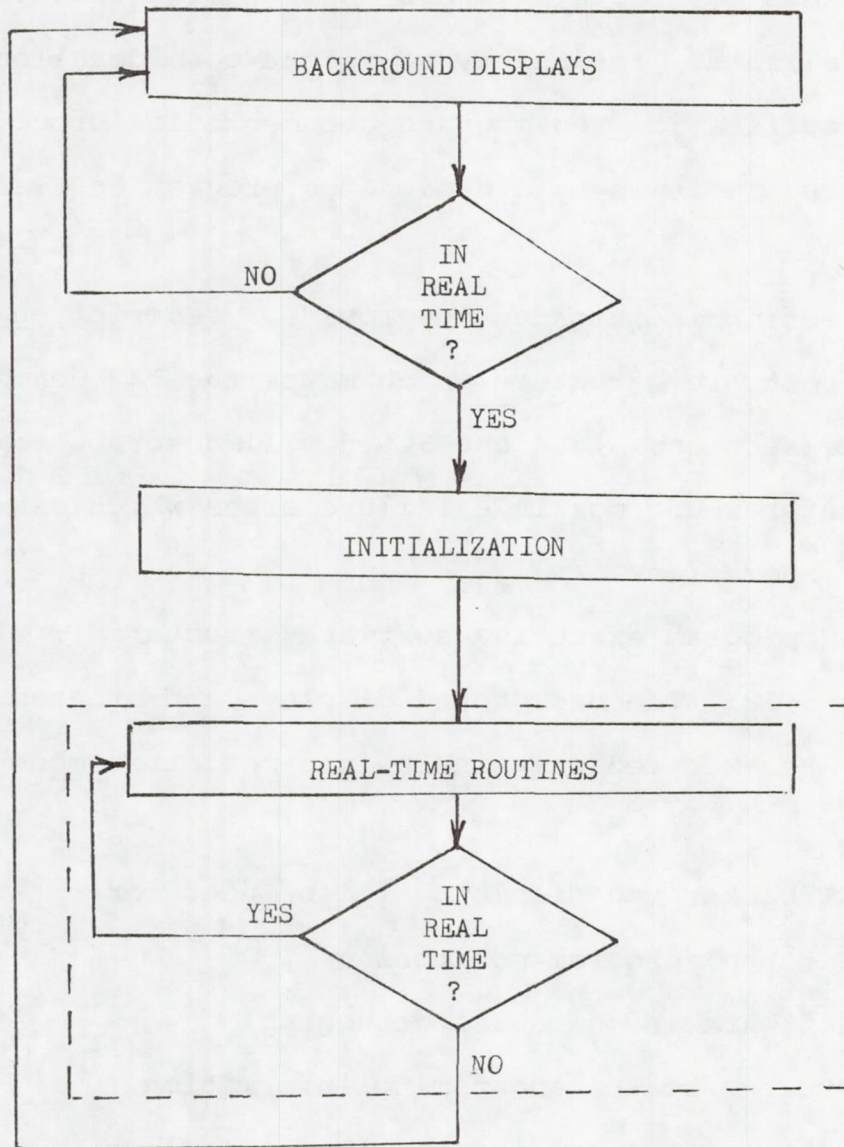 BACKGROUND DISPLAYS
IN
REAL
TIME
?
NO
YES
INITIALIZATION
REAL-TIME ROUTINES
IN
REAL
TIME
?
YES
NO